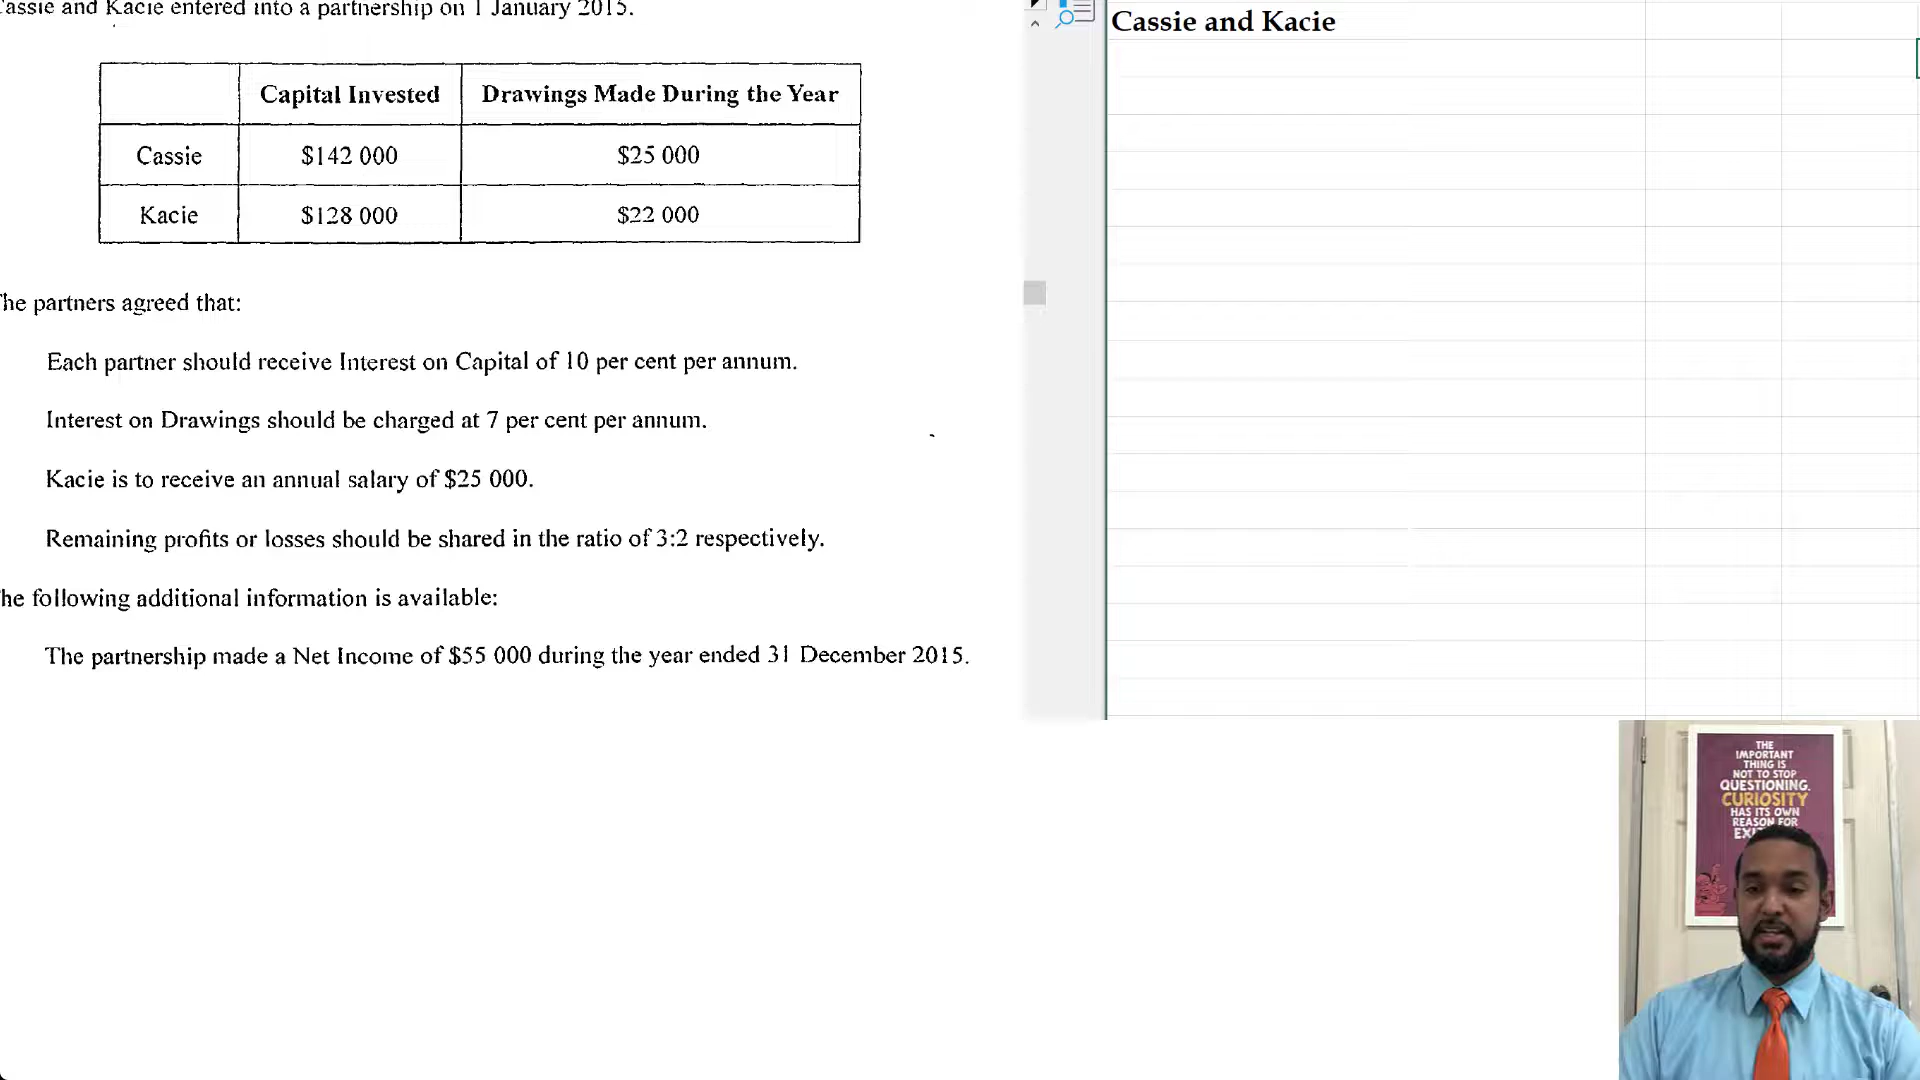 assie and Kacie entered into a partnership on 1 January 2015.
Capital Invested
Drawings Made During the Year
Cassie
$142 000
$25 000
Kacie
$128 000
$22 000
he partners agreed that:
Each partner should receive Interest on Capital of 10 per cent per annum.
Interest on Drawings should be charged at 7 per cent per annum.
Kacie is to receive an annual salary of $25 000.
Remaining profits or losses should be shared in the ratio of 3:2 respectively.
he following additional information is available:
The partnership made a Net Income of $55 000 during the year ended 31 December 2015.
Cassie and Kacie
THE
IMPORTANT
THING IS
NOT TO STOP
QUESTIONING.
CURIOSITY
HAS ITS OWN
REASON FOR